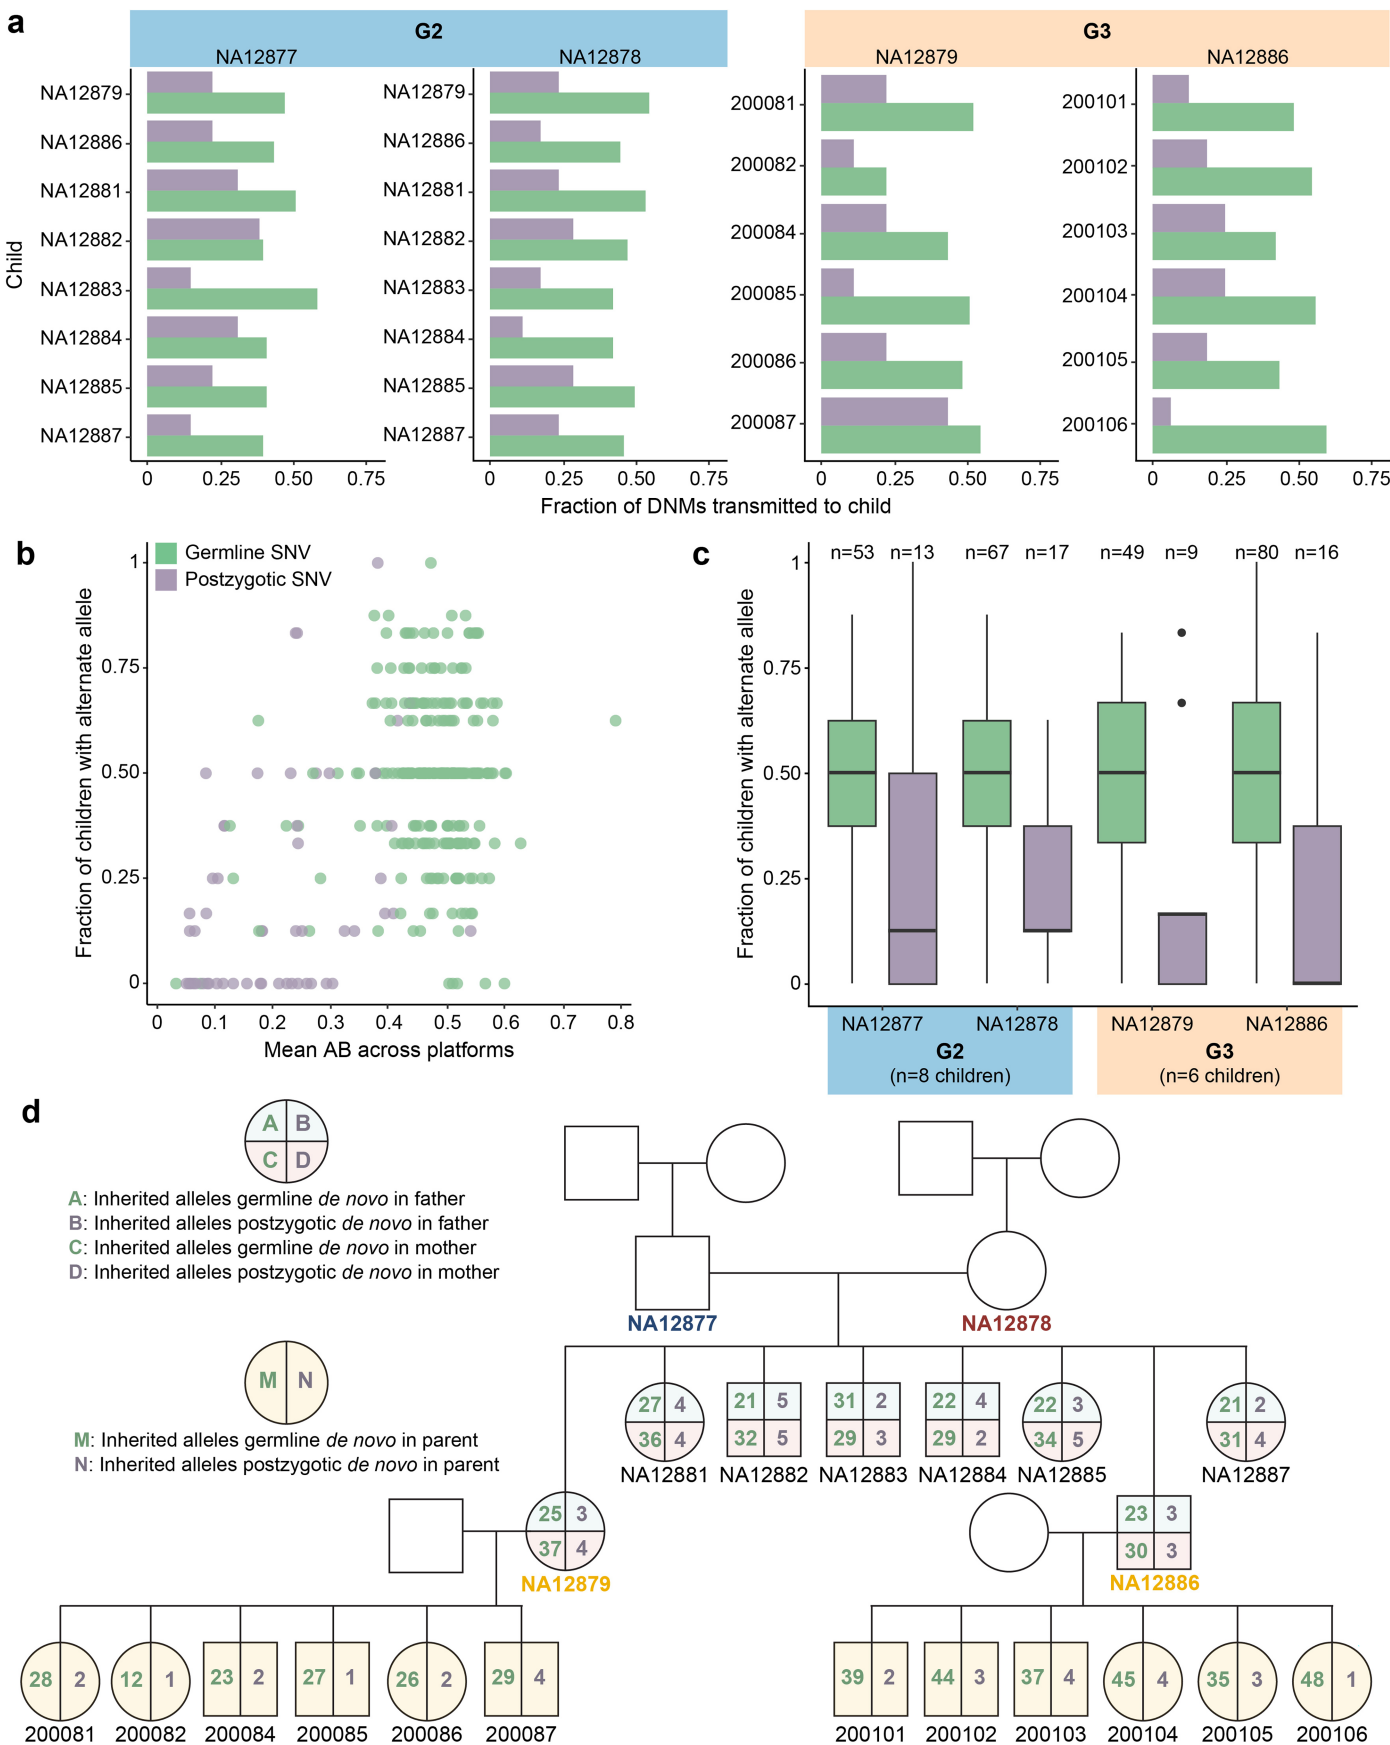 a
G2
G3
NA12877
NA12878
NA12879
NA12886
Child
NA12879
NA12886
NA12881
NA12882
NA12883
NA12884
NA12885
NA12887
0 0.25 0.50 0.75
NA12879
NA12886
NA12881
NA12882
NA12883
NA12884
NA12885
NA12887
0 0.25 0.50 0.75
200081
200082
200084
200085
200086
200087
0 0.25 0.50 0.75
200101
200102
200103
200104
200105
200106
0 0.25 0.50 0.75
Fraction of DNMs transmitted to child
b
Germline SNV
Postzygotic SNV
Fraction of children with alternate allele
1
0.75
0.50
0.25
0
0 0.1 0.2 0.3 0.4 0.5 0.6 0.7 0.8
Mean AB across platforms
c
n=53 n=13 n=67 n=17 n=49 n=9 n=80 n=16
Fraction of children with alternate allele
1
0.75
0.50
0.25
0
NA12877 NA12878 NA12879 NA12886
G2 G3
(n=8 children) (n=6 children)
d
A B
C D
A: Inherited alleles germline de novo in father
B: Inherited alleles postzygotic de novo in father
C: Inherited alleles germline de novo in mother
D: Inherited alleles postzygotic de novo in mother
M N
M: Inherited alleles germline de novo in parent
N: Inherited alleles postzygotic de novo in parent
NA12877 NA12878
27 4 21 5 31 2 22 4 22 3 21 2
36 4 32 5 29 3 29 2 34 5 31 4
NA12881 NA12882 NA12883 NA12884 NA12885 NA12887
25 3 23 3
37 4 30 3
NA12879 NA12886
28 2 12 1 23 2 27 1 26 2 29 4 39 2 44 3 37 4 45 4 35 3 48 1
200081 200082 200084 200085 200086 200087 200101 200102 200103 200104 200105 200106